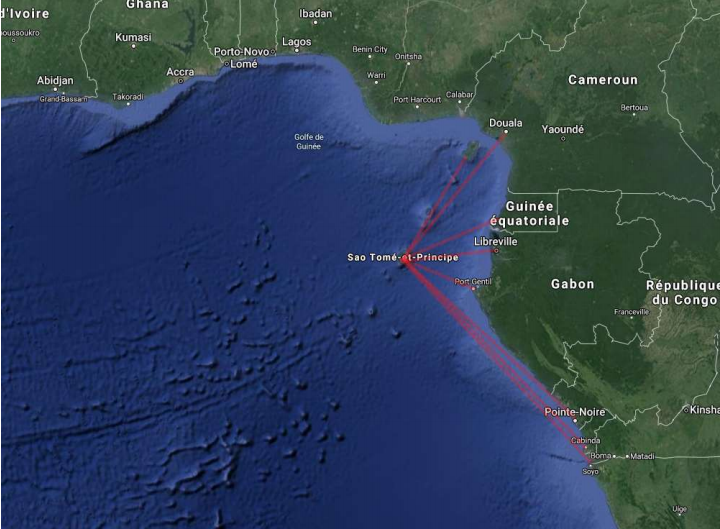 Ghana
d'Ivoire
Ibadan
oussoukro
Kumasi
Lagos
Porto-Novo
Benin City
Onitsha
Lomé
Accra
Warri
Cameroun
Abidjan
Calabar
Grand-Bassam
Takoradi
Port Harcourt
Bertoua
Douala
Yaoundé
Golfe de
Guinée
Guinée
équatoriale
Libreville
Sao Tomé-et-Principe
Port Gentil
Gabon
République
du Congo
Franceville
Pointe-Noire
Kinsha
Cabinda
Boma
Matadi
Soyo
Uige